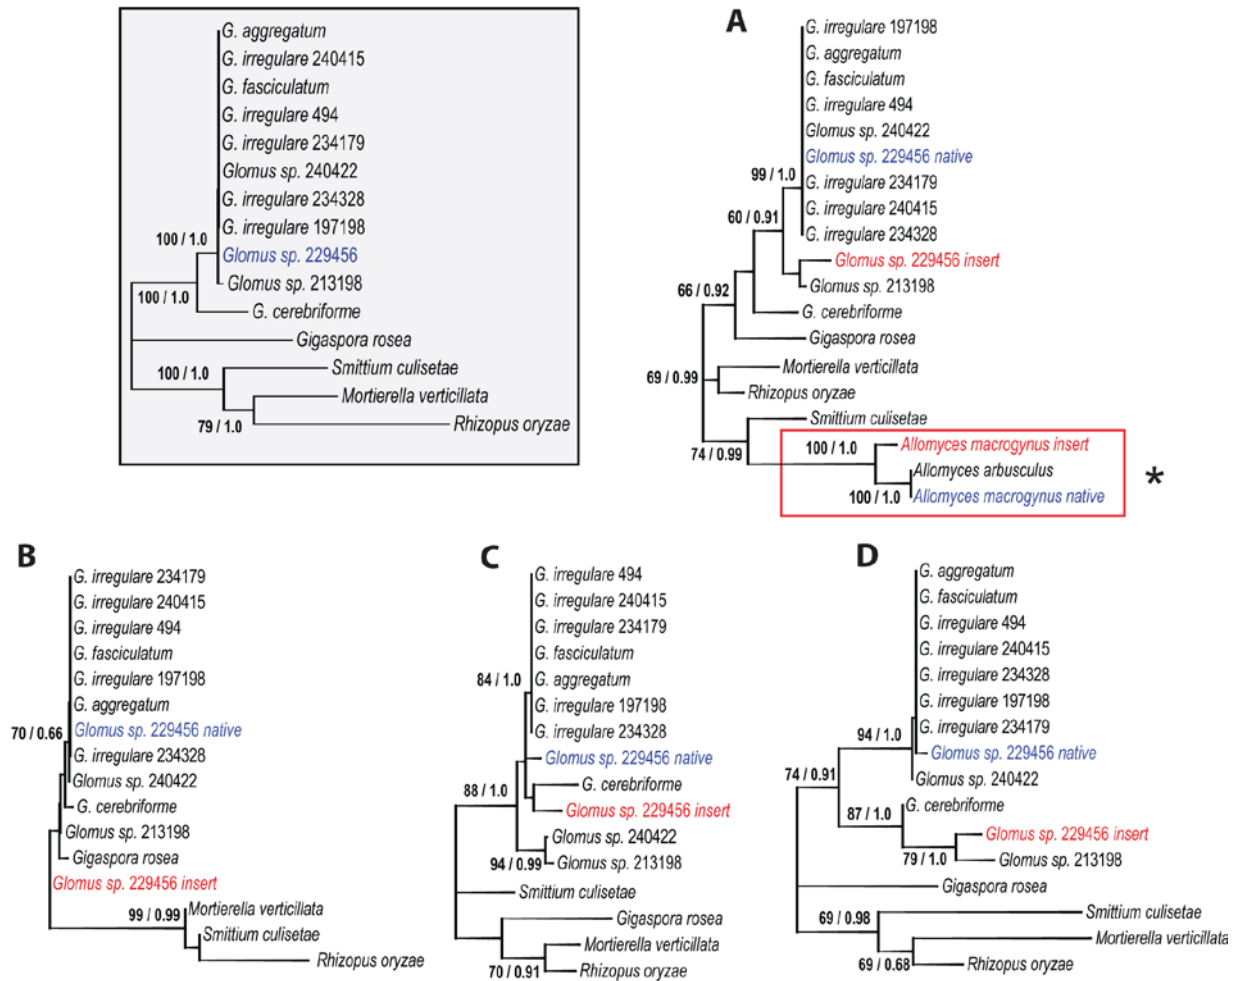 G. aggregatum
G. irregulare 240415
G. fasciculatum
G. irregulare 494
G. irregulare 234179
Glomus sp. 240422
G. irregulare 234328
G. irregulare 197198
100 / 1.0
Glomus sp. 229456
Glomus sp. 213198
100 / 1.0
G. cerebriforme
Gigaspora rosea
100 / 1.0
Smittium culisetae
Mortierella verticillata
79 / 1.0
Rhizopus oryzae
A
G. irregulare 197198
G. aggregatum
G. fasciculatum
G. irregulare 494
Glomus sp. 240422
Glomus sp. 229456 native
99 / 1.0
G. irregulare 234179
G. irregulare 240415
60 / 0.91
G. irregulare 234328
Glomus sp. 229456 insert
Glomus sp. 213198
66 / 0.92
G. cerebriforme
Gigaspora rosea
Mortierella verticillata
69 / 0.99
Rhizopus oryzae
Smittium culisetae
100 / 1.0
Allomyces macrogynus insert
74 / 0.99
Allomyces arbusculus
100 / 1.0
Allomyces macrogynus native
*
B
G. irregulare 234179
G. irregulare 240415
G. irregulare 494
G. fasciculatum
G. irregulare 197198
G. aggregatum
70 / 0.66
Glomus sp. 229456 native
G. irregulare 234328
Glomus sp. 240422
G. cerebriforme
Glomus sp. 213198
Gigaspora rosea
Glomus sp. 229456 insert
99 / 0.99
Mortierella verticillata
Smittium culisetae
Rhizopus oryzae
C
G. irregulare 494
G. irregulare 240415
G. irregulare 234179
G. fasciculatum
84 / 1.0
G. aggregatum
G. irregulare 197198
G. irregulare 234328
Glomus sp. 229456 native
88 / 1.0
G. cerebriforme
Glomus sp. 229456 insert
Glomus sp. 240422
94 / 0.99
Glomus sp. 213198
Smittium culisetae
Gigaspora rosea
Mortierella verticillata
70 / 0.91
Rhizopus oryzae
D
G. aggregatum
G. fasciculatum
G. irregulare 494
G. irregulare 240415
G. irregulare 234328
G. irregulare 197198
G. irregulare 234179
94 / 1.0
Glomus sp. 229456 native
74 / 0.91
Glomus sp. 240422
G. cerebriforme
87 / 1.0
Glomus sp. 229456 insert
79 / 1.0
Glomus sp. 213198
Gigaspora rosea
69 / 0.98
Smittium culisetae
Mortierella verticillata
69 / 0.68
Rhizopus oryzae